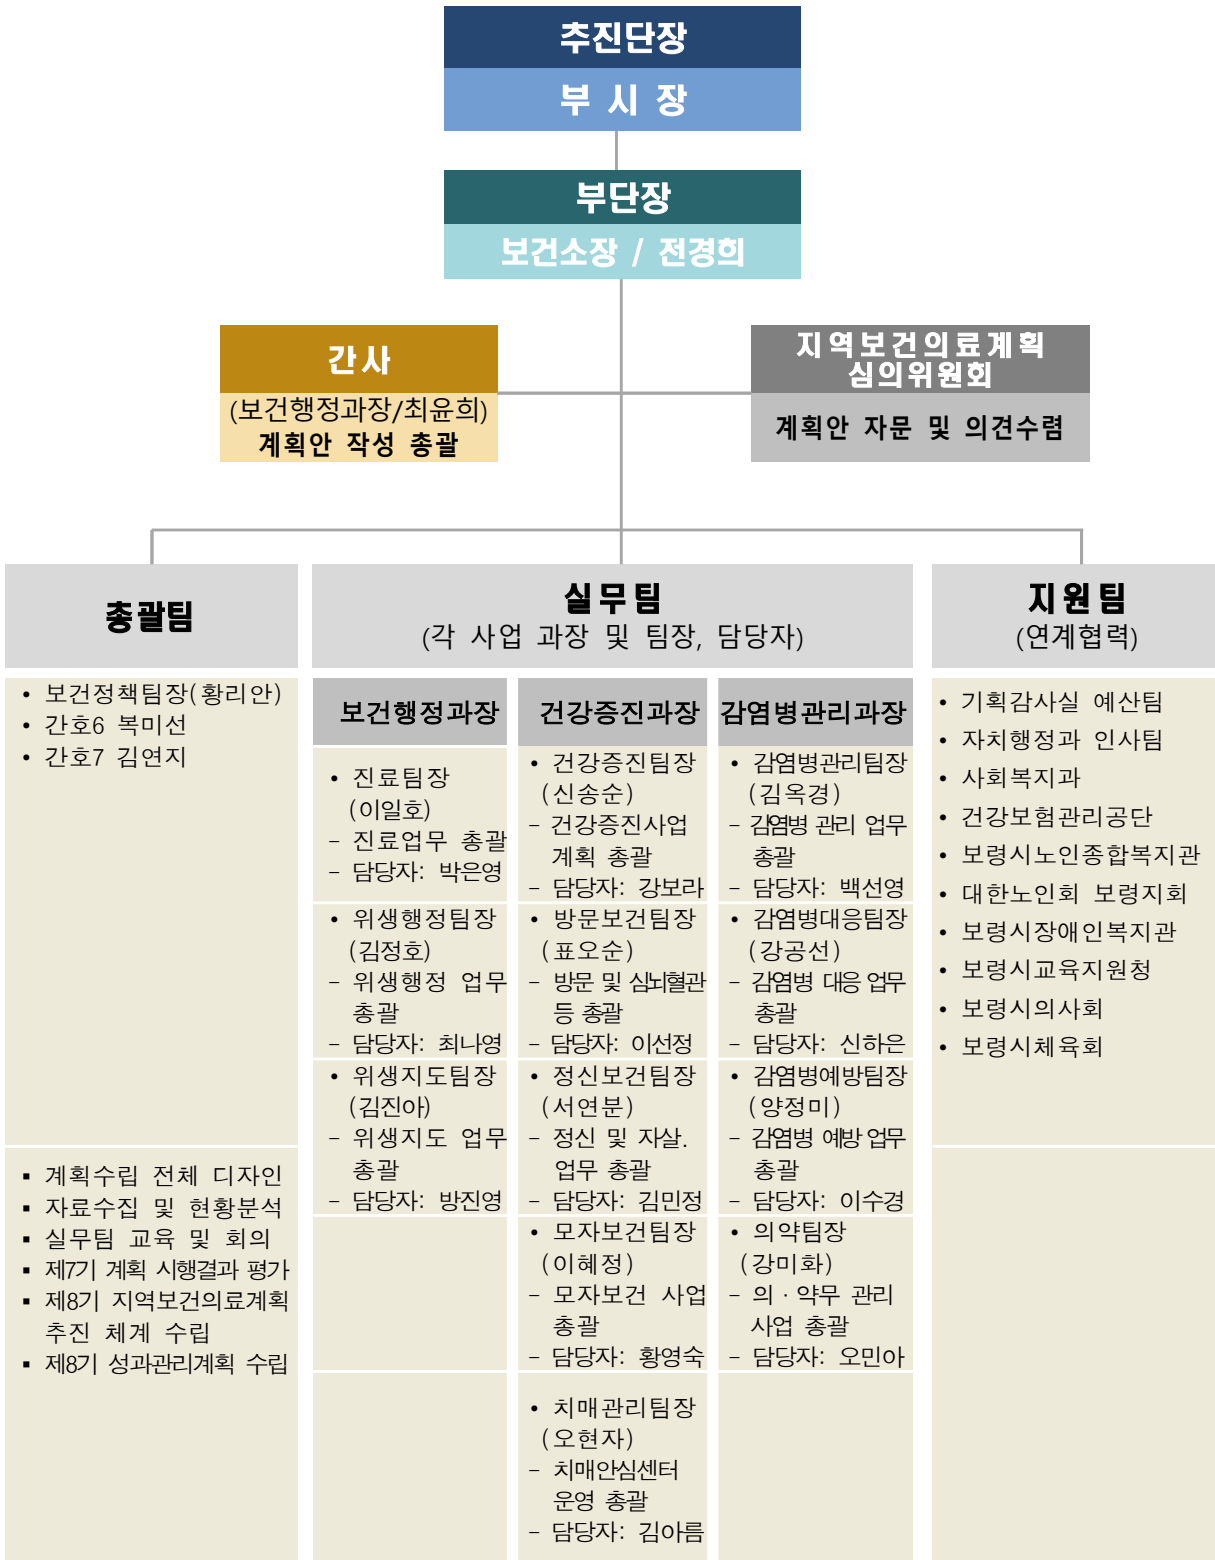 추진단장
부 시 장
부단장
보건소장 / 전경희
간사
(보건행정과장/최윤희)
계획안 작성 총괄
지역보건의료계획
심의위원회
계획안 자문 및 의견수렴
총괄팀
• 보건정책팀장(황리안)
• 간호6 복미선
• 간호7 김연지
▪ 계획수립 전체 디자인
▪ 자료수집 및 현황분석
▪ 실무팀 교육 및 회의
▪ 제7기 계획 시행결과 평가
▪ 제8기 지역보건의료계획
추진 체계 수립
▪ 제8기 성과관리계획 수립
실무팀
(각 사업 과장 및 팀장, 담당자)
보건행정과장
• 진료팀장
(이일호)
– 진료업무 총괄
– 담당자: 박은영
• 위생행정팀장
(김정호)
– 위생행정 업무
총괄
– 담당자: 최나영
• 위생지도팀장
(김진아)
– 위생지도 업무
총괄
– 담당자: 방진영
건강증진과장
• 건강증진팀장
(신송순)
– 건강증진사업
계획 총괄
– 담당자: 강보라
• 방문보건팀장
(표오순)
– 방문 및 심뇌혈관
등 총괄
– 담당자: 이선정
• 정신보건팀장
(서연분)
– 정신 및 자살.
업무 총괄
– 담당자: 김민정
• 모자보건팀장
(이혜정)
– 모자보건 사업
총괄
– 담당자: 황영숙
• 치매관리팀장
(오현자)
– 치매안심센터
운영 총괄
– 담당자: 김아름
감염병관리과장
• 감염병관리팀장
(김옥경)
– 감염병 관리 업무
총괄
– 담당자: 백선영
• 감염병대응팀장
(강공선)
– 감염병 대응 업무
총괄
– 담당자: 신하은
• 감염병예방팀장
(양정미)
– 감염병 예방 업무
총괄
– 담당자: 이수경
• 의약팀장
(강미화)
– 의 · 약무 관리
사업 총괄
– 담당자: 오민아
지원팀
(연계협력)
• 기획감사실 예산팀
• 자치행정과 인사팀
• 사회복지과
• 건강보험관리공단
• 보령시노인종합복지관
• 대한노인회 보령지회
• 보령시장애인복지관
• 보령시교육지원청
• 보령시의사회
• 보령시체육회